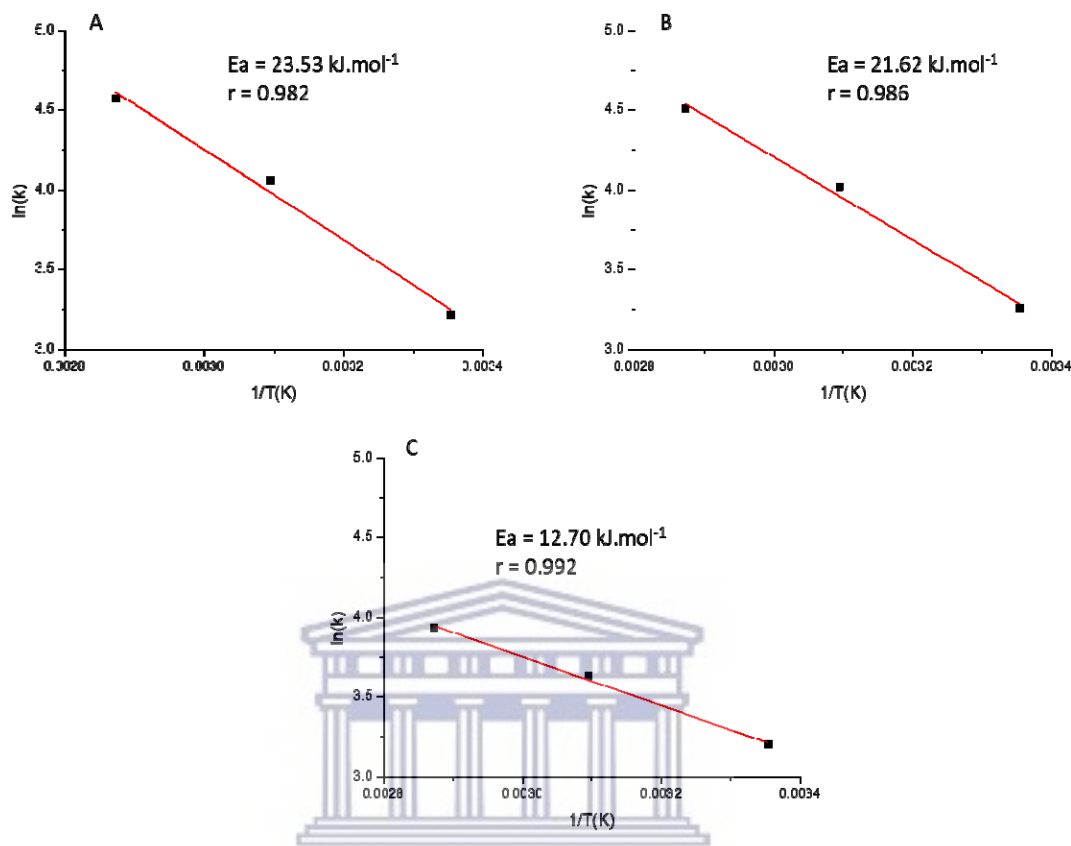 A
Ea = 23.53 kJ.mol⁻¹
r = 0.982
5.0
4.5
4.0
3.5
3.0
ln(k)
0.0028
0.0030
0.0032
0.0034
1/T(K)
B
Ea = 21.62 kJ.mol⁻¹
r = 0.986
5.0
4.5
4.0
3.5
3.0
ln(k)
0.0028
0.0030
0.0032
0.0034
1/T(K)
C
Ea = 12.70 kJ.mol⁻¹
r = 0.992
5.0
4.5
4.0
3.5
3.0
ln(k)
0.0028
0.0030
0.0032
0.0034
1/T(K)